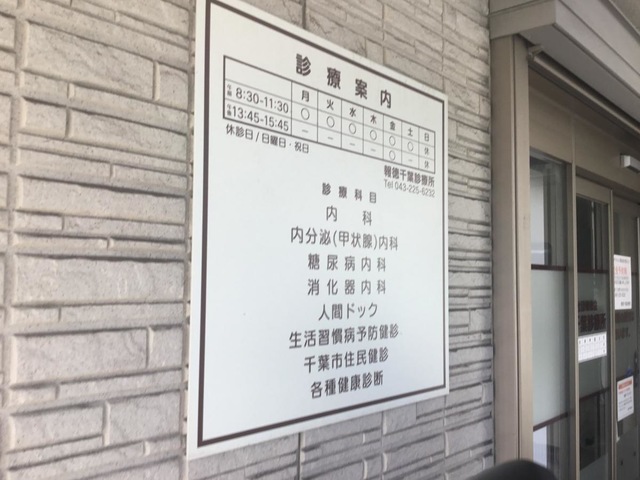 診療案内
月 火 水 木 金 土 日
午前 8:30-11:30 ○ ○ ○ ○ ○ ○ 休
午後 13:45-15:45 休
休診日/日曜日・祝日
報徳千葉診療所
Tel 043-225-6232
診療科目
内科
内分泌(甲状腺)内科
糖尿病内科
消化器内科
人間ドック
生活習慣病予防健診
千葉市住民健診
各種健康診断